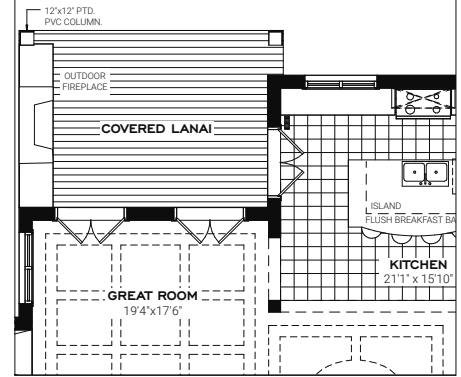 12"x12" PTD.
PVC COLUMN.
OUTDOOR
FIREPLACE
COVERED LANAI
ISLAND
FLUSH BREAKFAST BA
KITCHEN
21'1" x 15'10"
GREAT ROOM
19'4"x17'6"